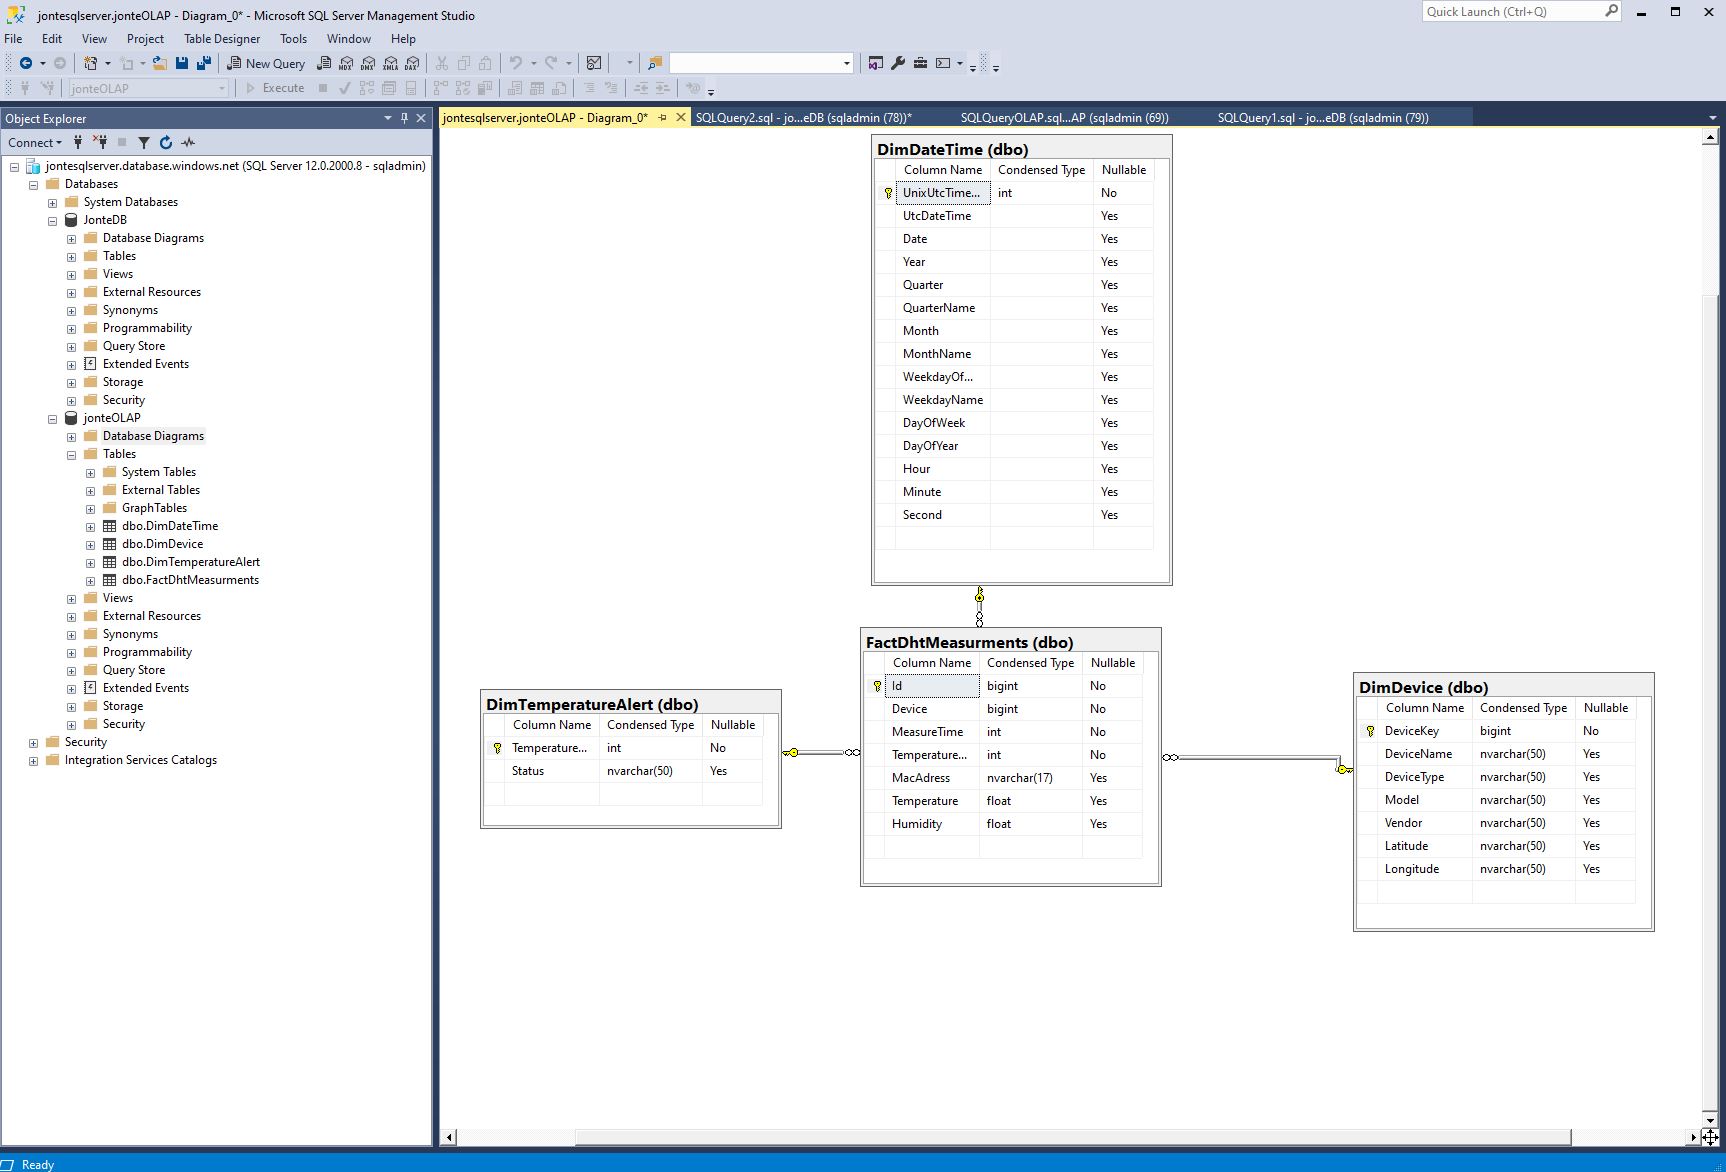 jontesqlserver.jonteOLAP - Diagram_0* - Microsoft SQL Server Management Studio
Quick Launch (Ctrl+Q)
File Edit View Project Table Designer Tools Window Help
New Query MDX DMX XMLA DAX
jonteOLAP Execute
Object Explorer
Connect
jontesqlserver.database.windows.net (SQL Server 12.0.2000.8 - sqladmin)
Databases
System Databases
JonteDB
Database Diagrams
Tables
Views
External Resources
Synonyms
Programmability
Query Store
Extended Events
Storage
Security
jonteOLAP
Database Diagrams
Tables
System Tables
External Tables
GraphTables
dbo.DimDateTime
dbo.DimDevice
dbo.DimTemperatureAlert
dbo.FactDhtMeasurments
Views
External Resources
Synonyms
Programmability
Query Store
Extended Events
Storage
Security
Security
Integration Services Catalogs
jontesqlserver.jonteOLAP - Diagram_0* SQLQuery2.sql - jo...eDB (sqladmin (78))* SQLQueryOLAP.sql...AP (sqladmin (69)) SQLQuery1.sql - jo...eDB (sqladmin (79))
DimDateTime (dbo)
Column Name Condensed Type Nullable
UnixUtcTime... int No
UtcDateTime Yes
Date Yes
Year Yes
Quarter Yes
QuarterName Yes
Month Yes
MonthName Yes
WeekdayOf... Yes
WeekdayName Yes
DayOfWeek Yes
DayOfYear Yes
Hour Yes
Minute Yes
Second Yes
DimTemperatureAlert (dbo)
Column Name Condensed Type Nullable
Temperature... int No
Status nvarchar(50) Yes
FactDhtMeasurments (dbo)
Column Name Condensed Type Nullable
Id bigint No
Device bigint No
MeasureTime int No
Temperature... int No
MacAdress nvarchar(17) Yes
Temperature float Yes
Humidity float Yes
DimDevice (dbo)
Column Name Condensed Type Nullable
DeviceKey bigint No
DeviceName nvarchar(50) Yes
DeviceType nvarchar(50) Yes
Model nvarchar(50) Yes
Vendor nvarchar(50) Yes
Latitude nvarchar(50) Yes
Longitude nvarchar(50) Yes
Ready